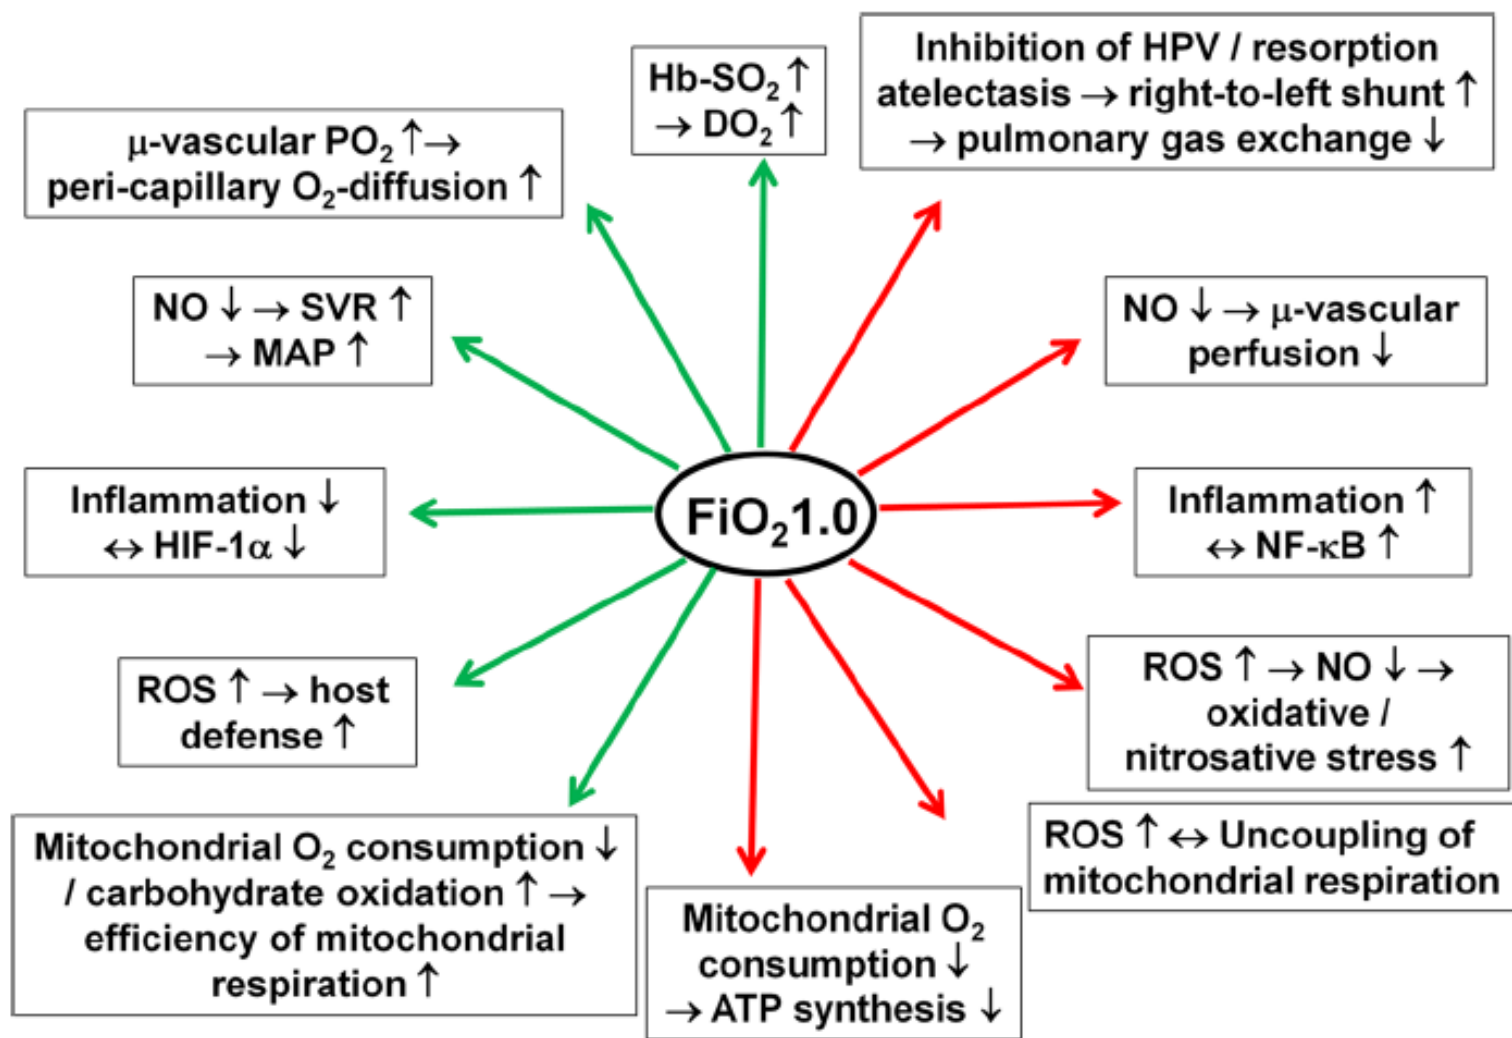 Hb-SO₂ ↑
→ DO₂ ↑
Inhibition of HPV / resorption
atelectasis → right-to-left shunt ↑
→ pulmonary gas exchange ↓
μ-vascular PO₂ ↑→
peri-capillary O₂-diffusion ↑
NO ↓ → SVR ↑
→ MAP ↑
NO ↓ → μ-vascular
perfusion ↓
Inflammation ↓
↔ HIF-1α ↓
FiO₂1.0
Inflammation ↑
↔ NF-κB ↑
ROS ↑ → host
defense ↑
ROS ↑ → NO ↓ →
oxidative /
nitrosative stress ↑
Mitochondrial O₂ consumption ↓
/ carbohydrate oxidation ↑ →
efficiency of mitochondrial
respiration ↑
Mitochondrial O₂
consumption ↓
→ ATP synthesis ↓
ROS ↑ ↔ Uncoupling of
mitochondrial respiration